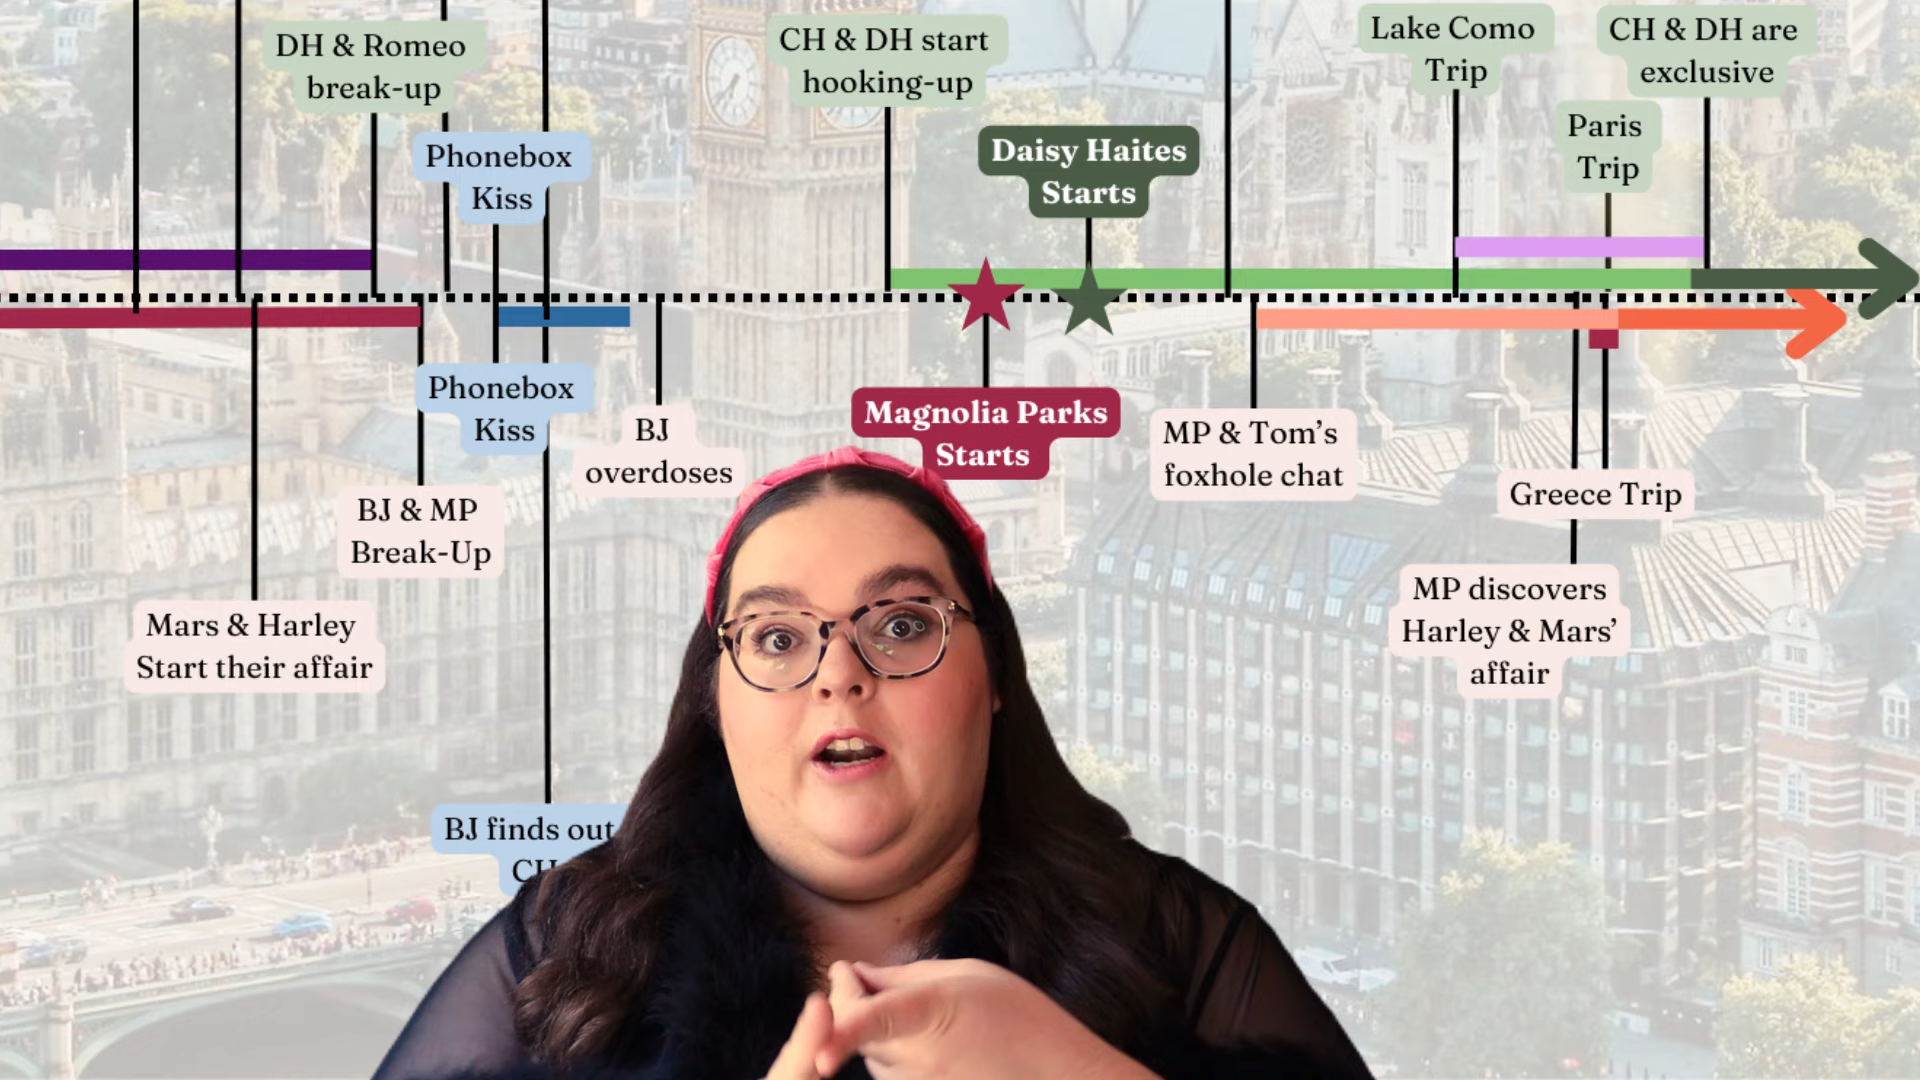 DH & Romeo
break-up
Phonebox
Kiss
CH & DH start
hooking-up
Daisy Haites
Starts
Lake Como
Trip
CH & DH are
exclusive
Paris
Trip
Phonebox
Kiss
BJ
overdoses
BJ & MP
Break-Up
Mars & Harley
Start their affair
BJ finds out
Magnolia Parks
Starts
MP & Tom’s
foxhole chat
Greece Trip
MP discovers
Harley & Mars’
affair